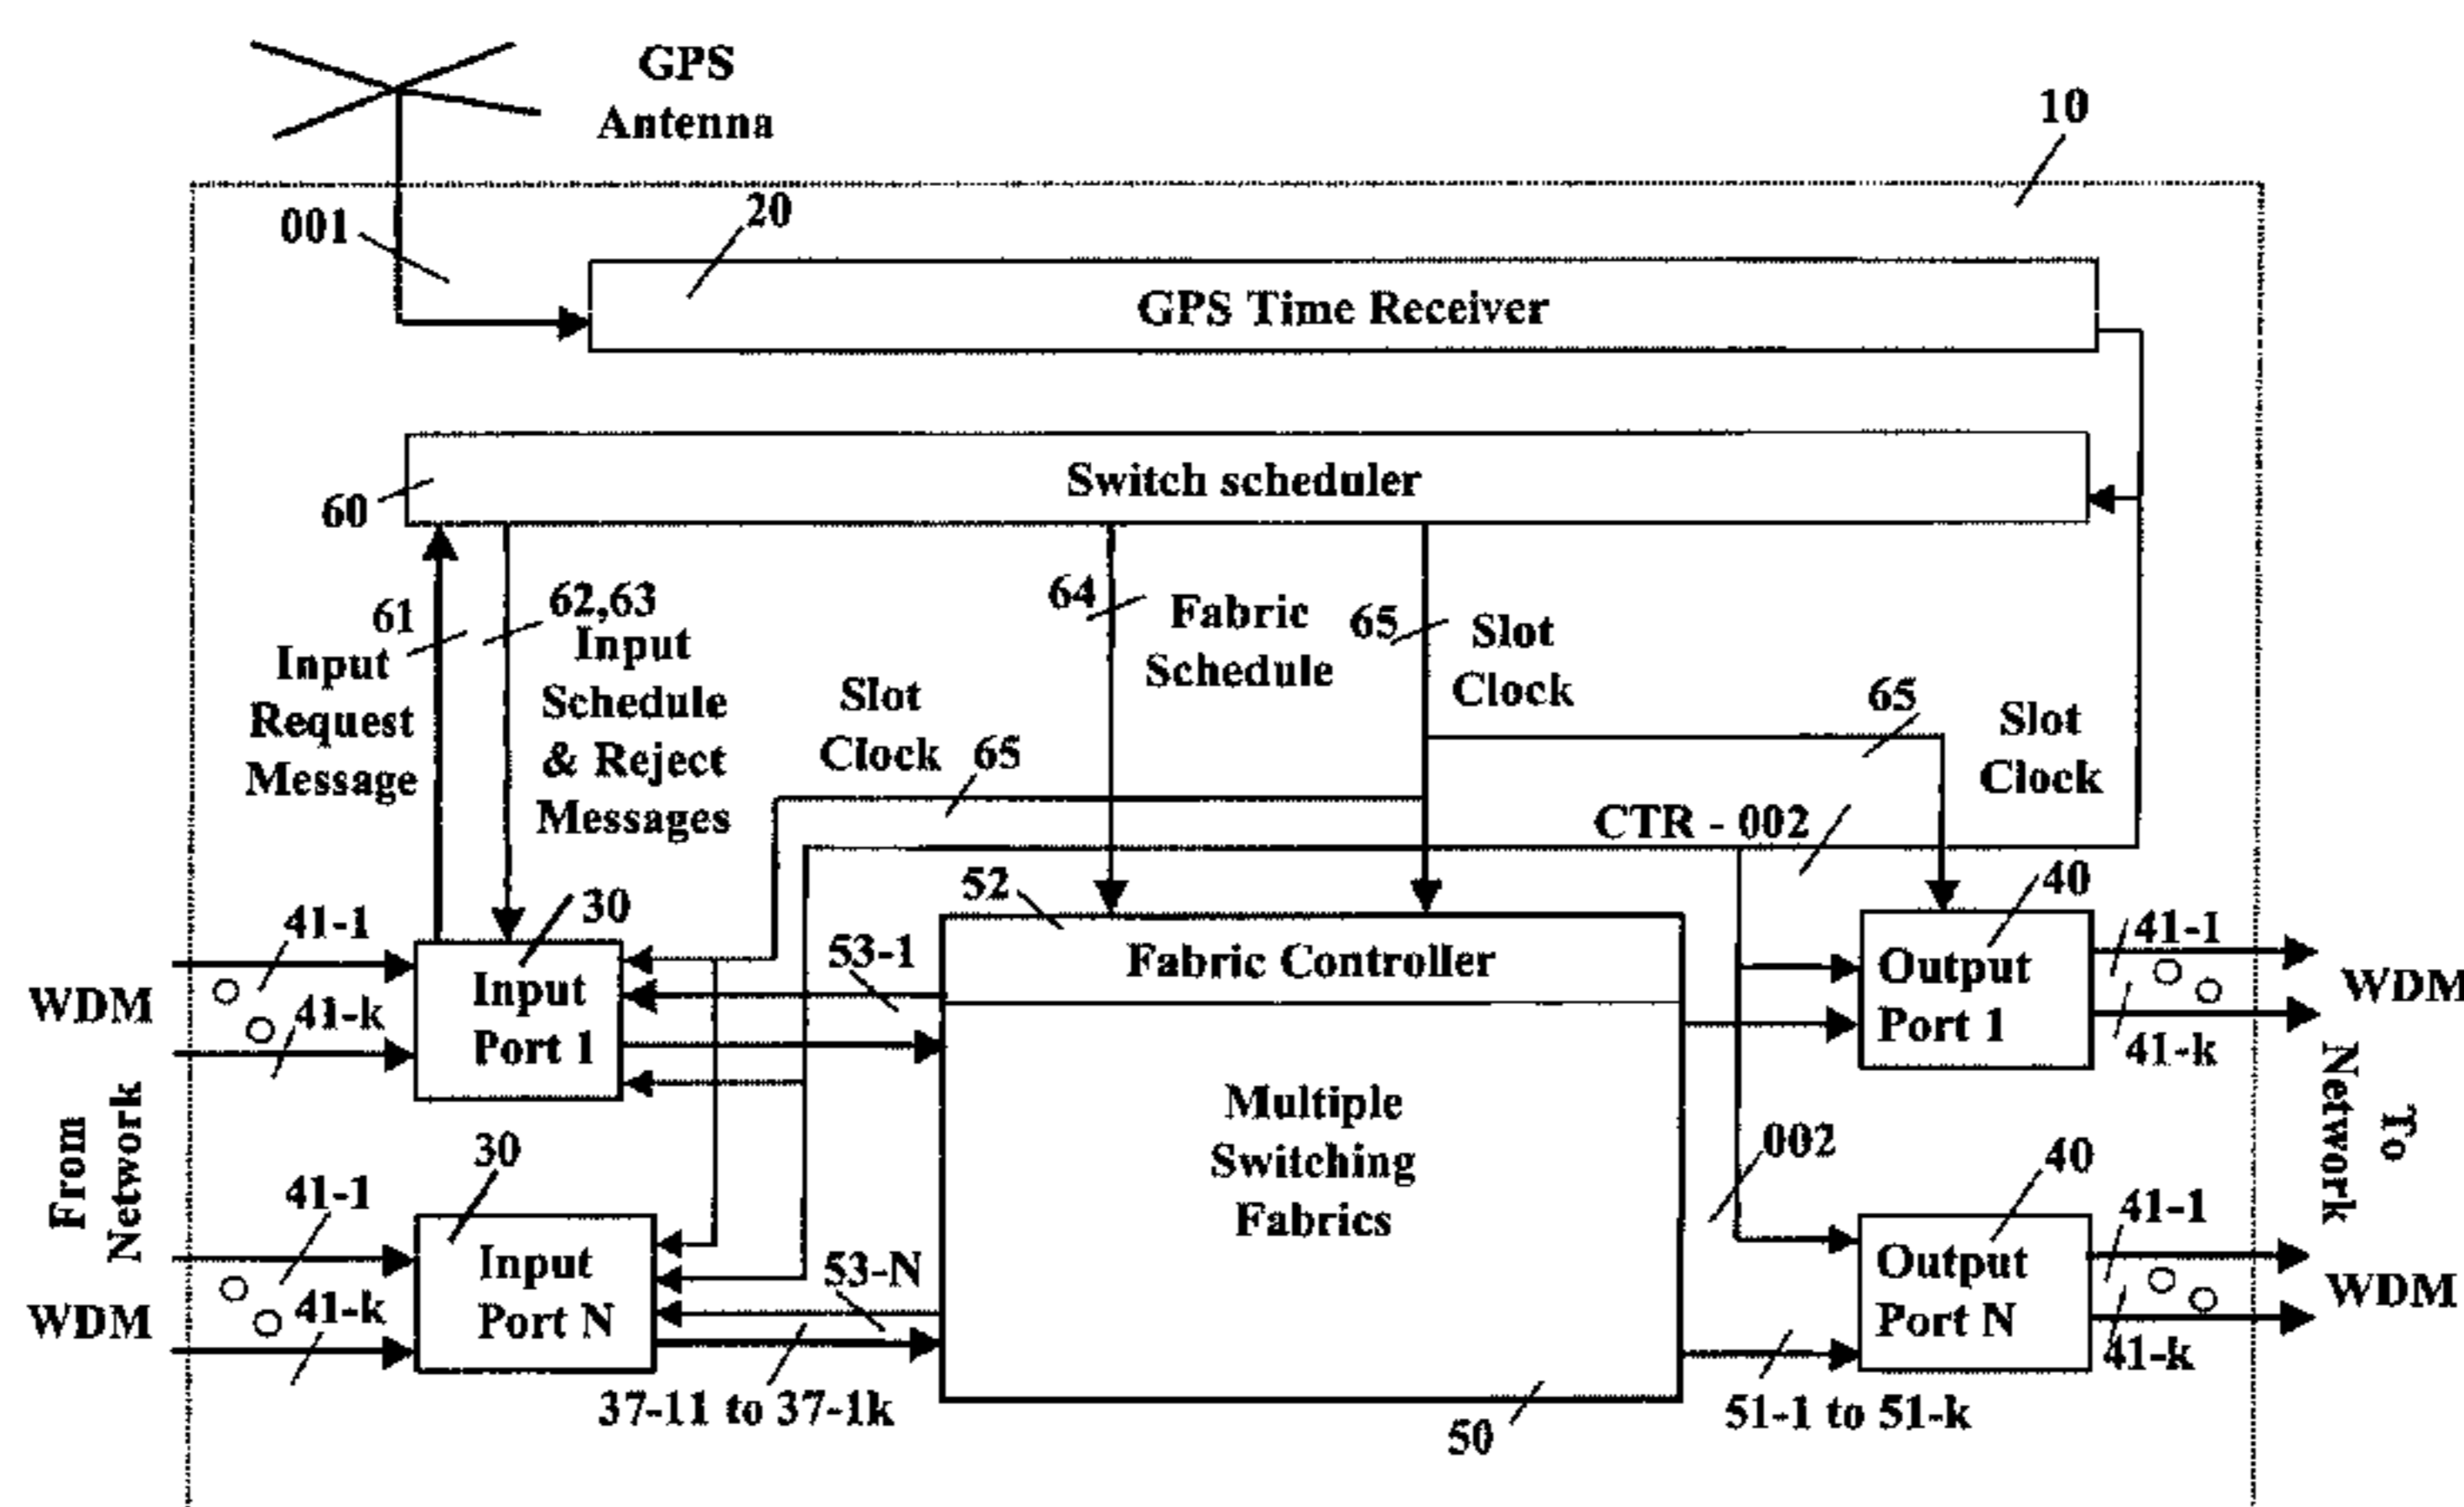 GPS
Antenna
10
001
20
GPS Time Receiver
Switch scheduler
60
61
Input
Request
Message
62,63
Input
Schedule
& Reject
Messages
64
Fabric
Schedule
65
Slot
Clock
Slot
Clock
65
65
Slot
Clock
CTR - 002
52
30
40
41-1
41-k
WDM
Input
Port 1
53-1
Fabric Controller
Output
Port 1
41-1
41-k
WDM
From
Network
Multiple
Switching
Fabrics
002
To
Network
30
40
41-1
41-k
WDM
Input
Port N
53-N
Output
Port N
41-1
41-k
WDM
37-11 to 37-1k
50
51-1 to 51-k